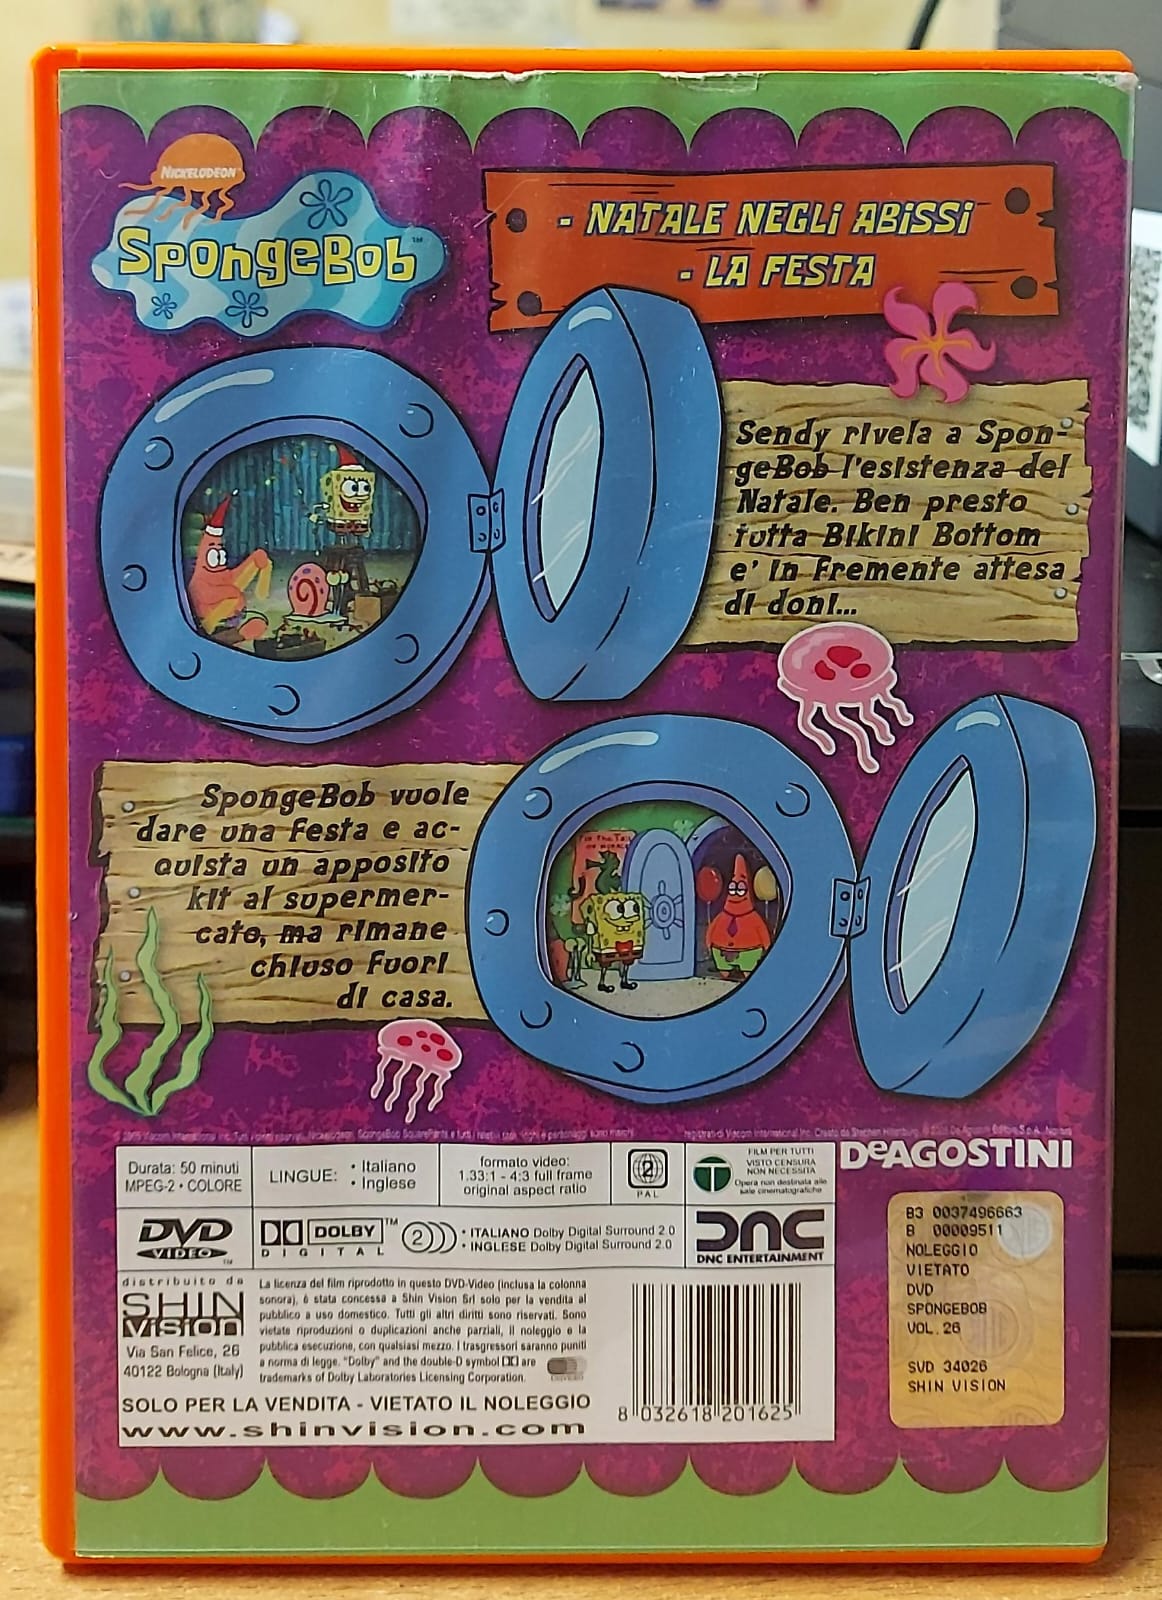 NICKELODEON
SpongeBob™
- NATALE NEGLI ABISSI
- LA FESTA
Sendy rivela a Spon-
geBob l'esistenza del
Natale. Ben presto
tutta Bikini Bottom
e' in fremente attesa
di doni...
SpongeBob vuole
dare una festa e ac-
quista un apposito
kit al supermer-
cato, ma rimane
chiuso fuori
di casa.
DeAGOSTINI
Durata: 50 minuti
MPEG-2 • COLORE
LINGUE:
• Italiano
• Inglese
formato video:
1.33:1 - 4:3 full frame
original aspect ratio
2
PAL
T
FILM PER TUTTI
VISTO CENSURA
NON NECESSITA
Opera non destinata alle
sale cinematografiche
DVD
VIDEO™
DOLBY™
DIGITAL
2
• ITALIANO Dolby Digital Surround 2.0
• INGLESE Dolby Digital Surround 2.0
DNC
DNC ENTERTAINMENT
distribuito da
SHIN
VISION
Via San Felice, 26
40122 Bologna (Italy)
La licenza del film riprodotto in questo DVD-Video (inclusa la colonna
sonora), è stata concessa a Shin Vision Srl solo per la vendita al
pubblico a uso domestico. Tutti gli altri diritti sono riservati. Sono
vietate riproduzioni o duplicazioni anche parziali, il noleggio e la
pubblica esecuzione, con qualsiasi mezzo. I trasgressori saranno puniti
a norma di legge. "Dolby" and the double-D symbol are
trademarks of Dolby Laboratories Licensing Corporation.
SOLO PER LA VENDITA - VIETATO IL NOLEGGIO
www.shinvision.com
8 032618 201625
B3 0037496663
B 00009511
NOLEGGIO
VIETATO
DVD
SPONGEBOB
VOL.26
SVD 34026
SHIN VISION